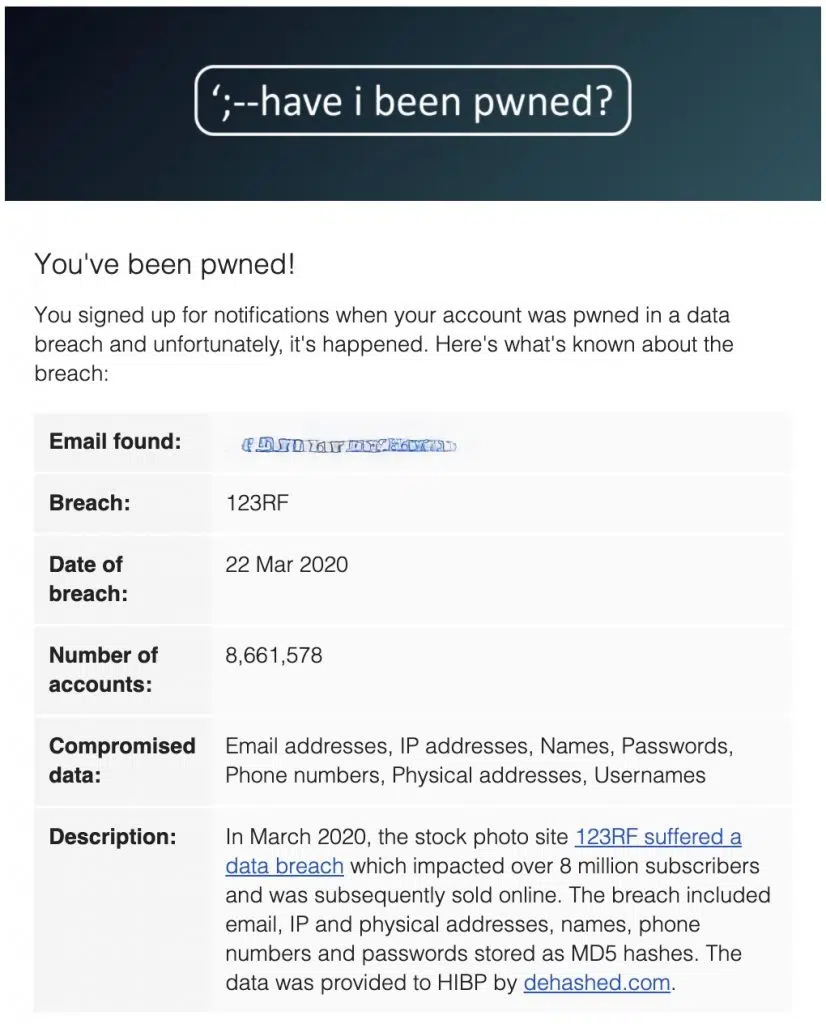 ‘;--have i been pwned?
You've been pwned!
You signed up for notifications when your account was pwned in a data
breach and unfortunately, it's happened. Here's what's known about the
breach:
Email found:
Breach: 123RF
Date of 22 Mar 2020
breach:
Number of 8,661,578
accounts:
Compromised Email addresses, IP addresses, Names, Passwords,
data: Phone numbers, Physical addresses, Usernames
Description: In March 2020, the stock photo site 123RF suffered a
data breach which impacted over 8 million subscribers
and was subsequently sold online. The breach included
email, IP and physical addresses, names, phone
numbers and passwords stored as MD5 hashes. The
data was provided to HIBP by dehashed.com.